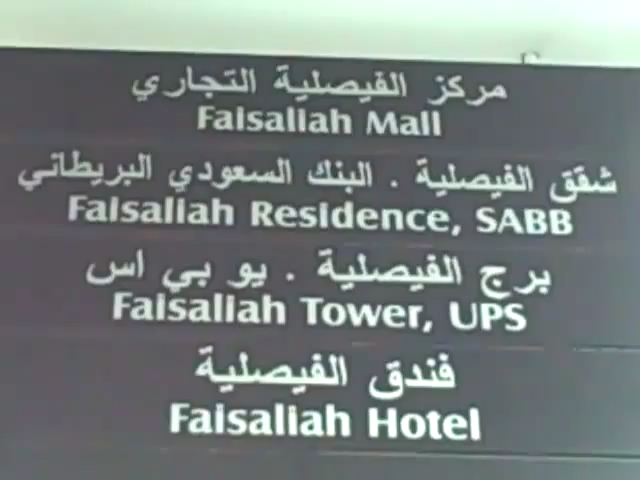 مركز الفيصلية التجاري
Faisaliah Mall
شقق الفيصلية . البنك السعودي البريطاني
Faisaliah Residence, SABB
برج الفيصلية . يو بي اس
Faisaliah Tower, UPS
فندق الفيصلية
Faisaliah Hotel